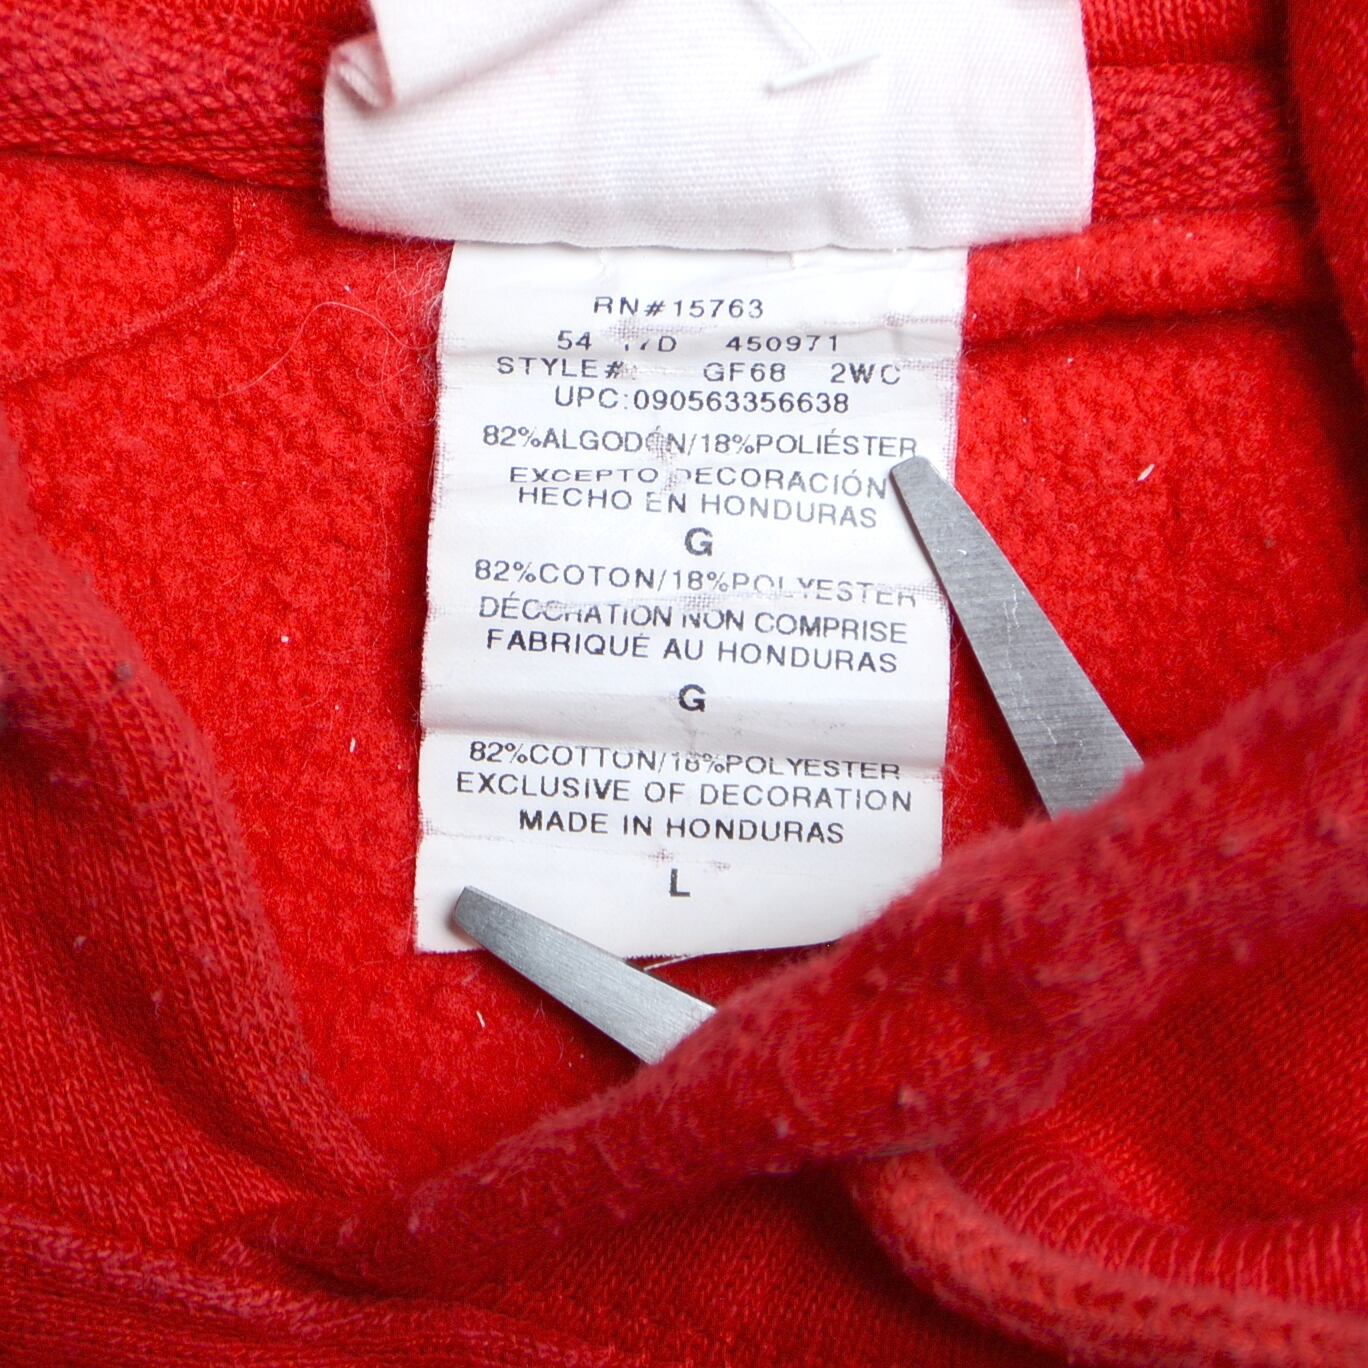 RN#15763
54 450971
STYLE# GF68 2WC
UPC:090563356638
82%ALGODÓN/18%POLIÉSTER
EXCEPTO DECORACIÓN
HECHO EN HONDURAS
G
82%COTON/18%POLYESTER
DÉCORATION NON COMPRISE
FABRIQUÉ AU HONDURAS
G
82%COTTON/18%POLYESTER
EXCLUSIVE OF DECORATION
MADE IN HONDURAS
L